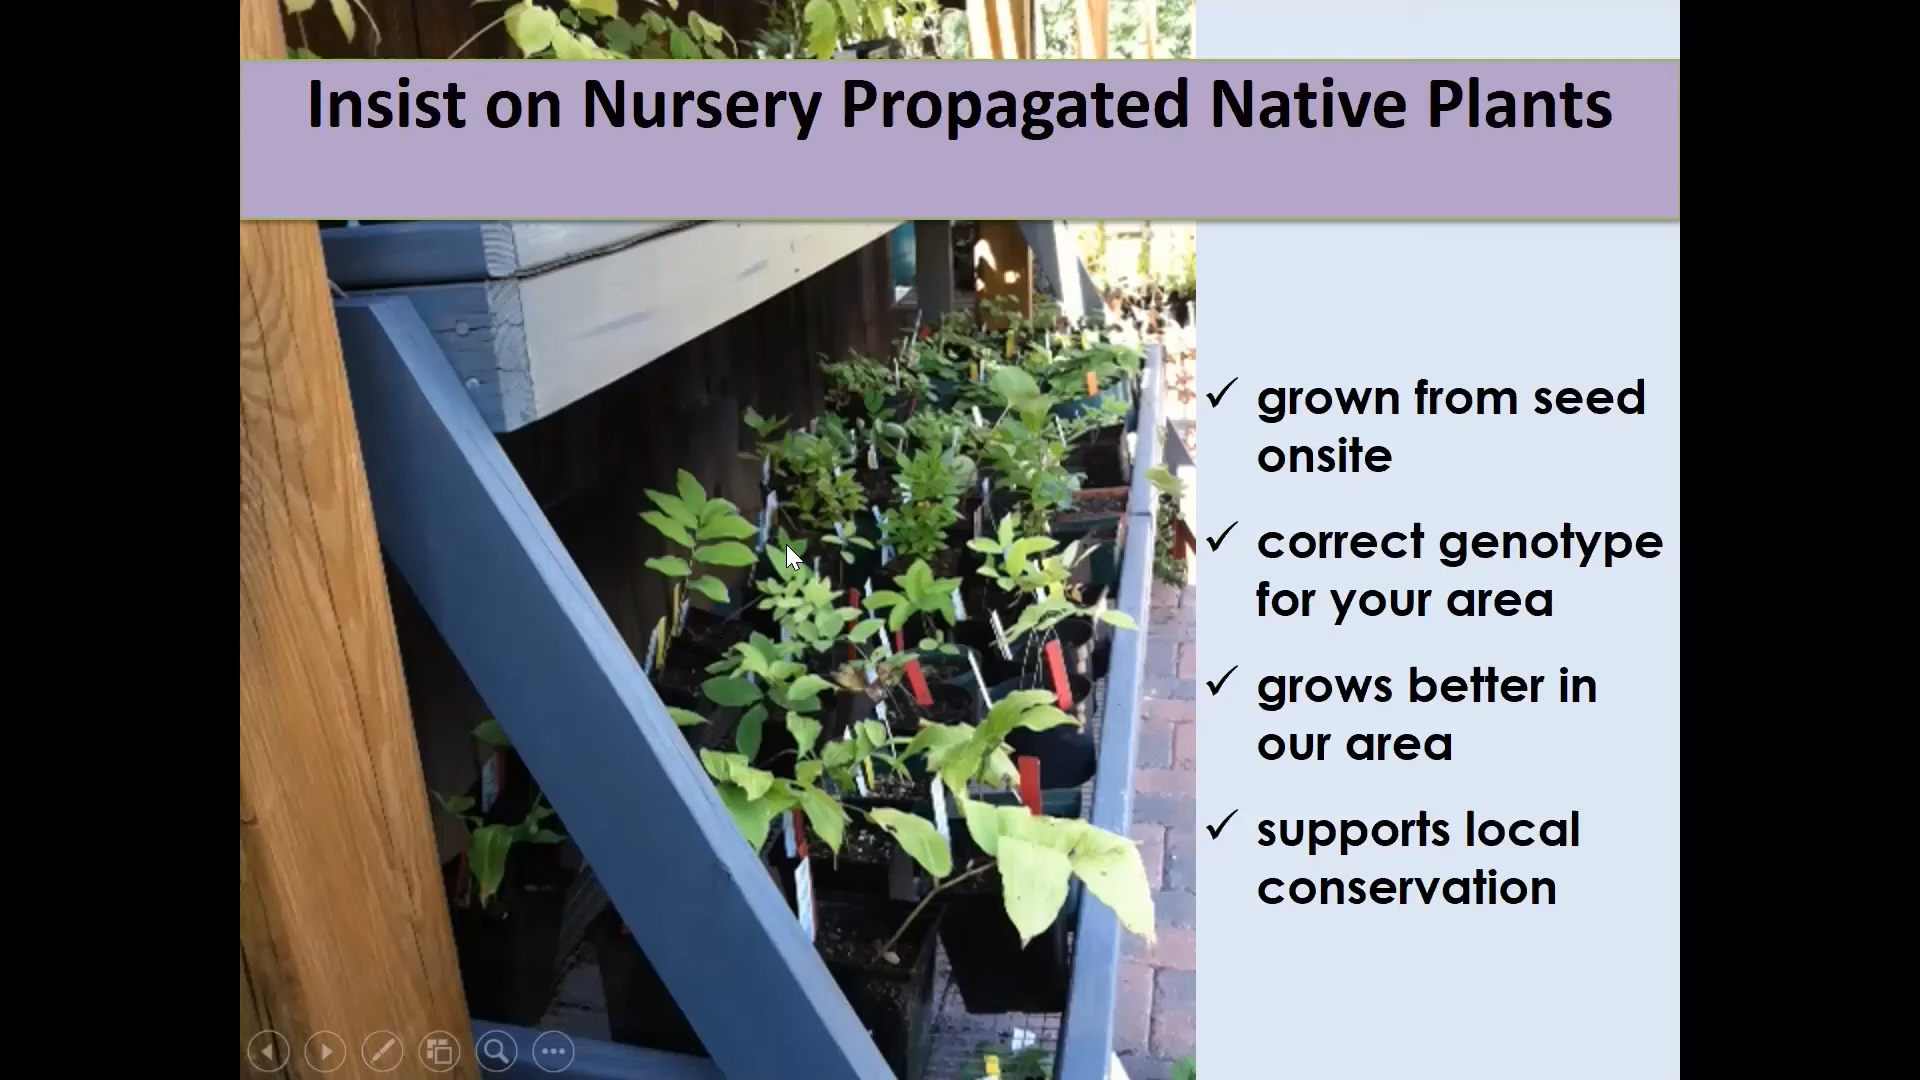 Insist on Nursery Propagated Native Plants
✓ grown from seed
onsite
✓ correct genotype
for your area
✓ grows better in
our area
✓ supports local
conservation